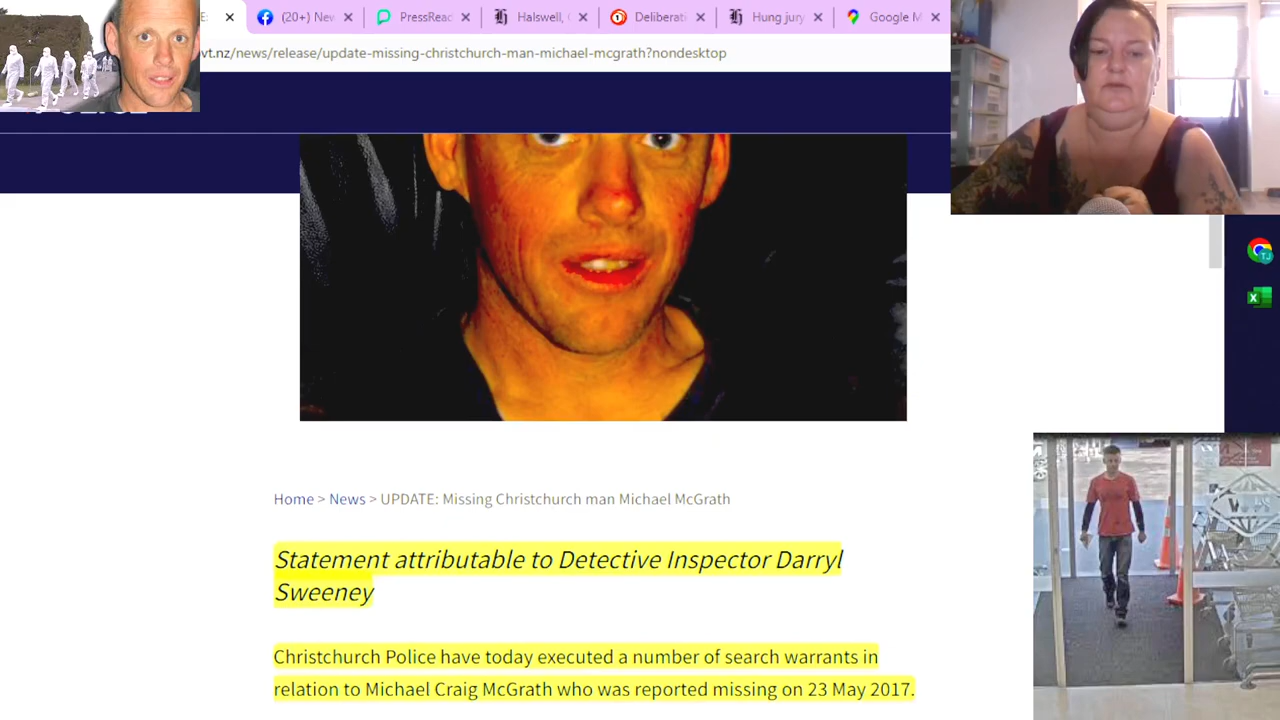 (20+) Nev
PressRead
Halswell, C
Deliberati
Hung jury
Google M
vt.nz/news/release/update-missing-christchurch-man-michael-mcgrath?nondesktop
Home > News > UPDATE: Missing Christchurch man Michael McGrath
Statement attributable to Detective Inspector Darryl
Sweeney
Christchurch Police have today executed a number of search warrants in
relation to Michael Craig McGrath who was reported missing on 23 May 2017.